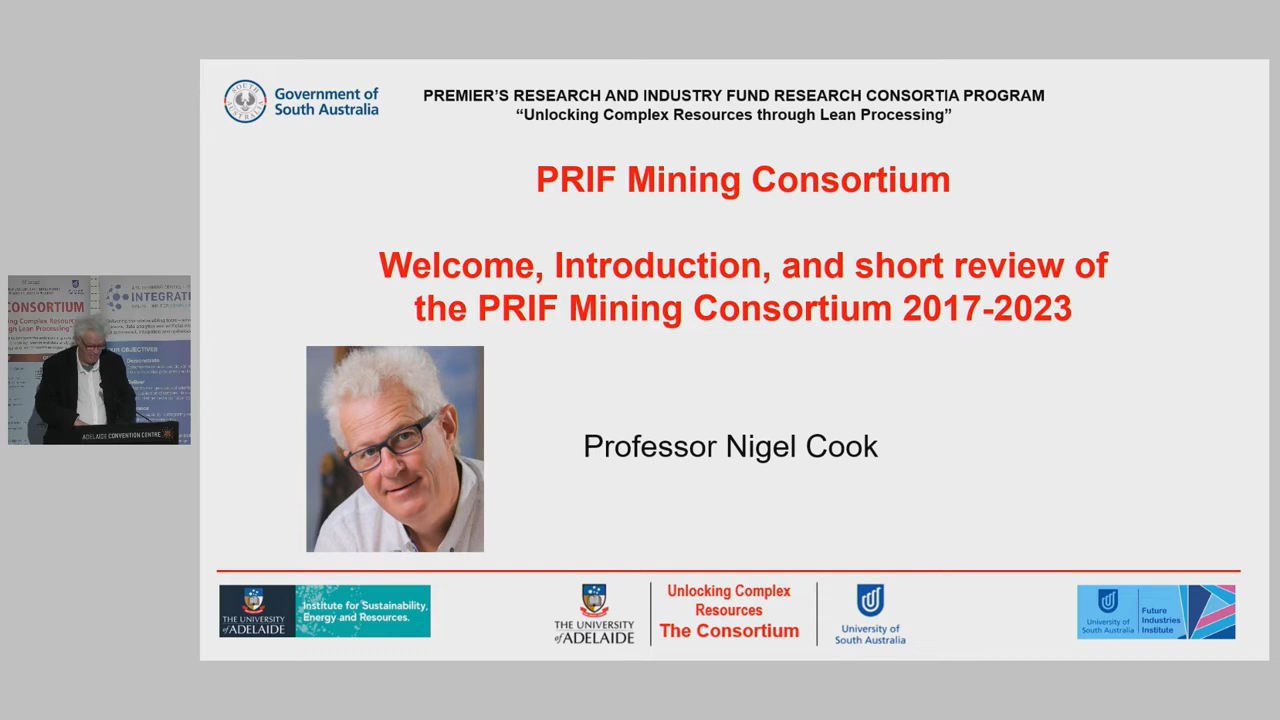 Government of
South Australia
PREMIER'S RESEARCH AND INDUSTRY FUND RESEARCH CONSORTIA PROGRAM
“Unlocking Complex Resources through Lean Processing”
PRIF Mining Consortium
Welcome, Introduction, and short review of
the PRIF Mining Consortium 2017-2023
Professor Nigel Cook
CONSORTIUM
INTEGRAT
OUR OBJECTIVES
Demonstrate
ADELAIDE CONVENTION CENTRE
THE UNIVERSITY
of ADELAIDE
Institute for Sustainability,
Energy and Resources.
THE UNIVERSITY
of ADELAIDE
Unlocking Complex
Resources
The Consortium
University of
South Australia
University of
South Australia
Future
Industries
Institute